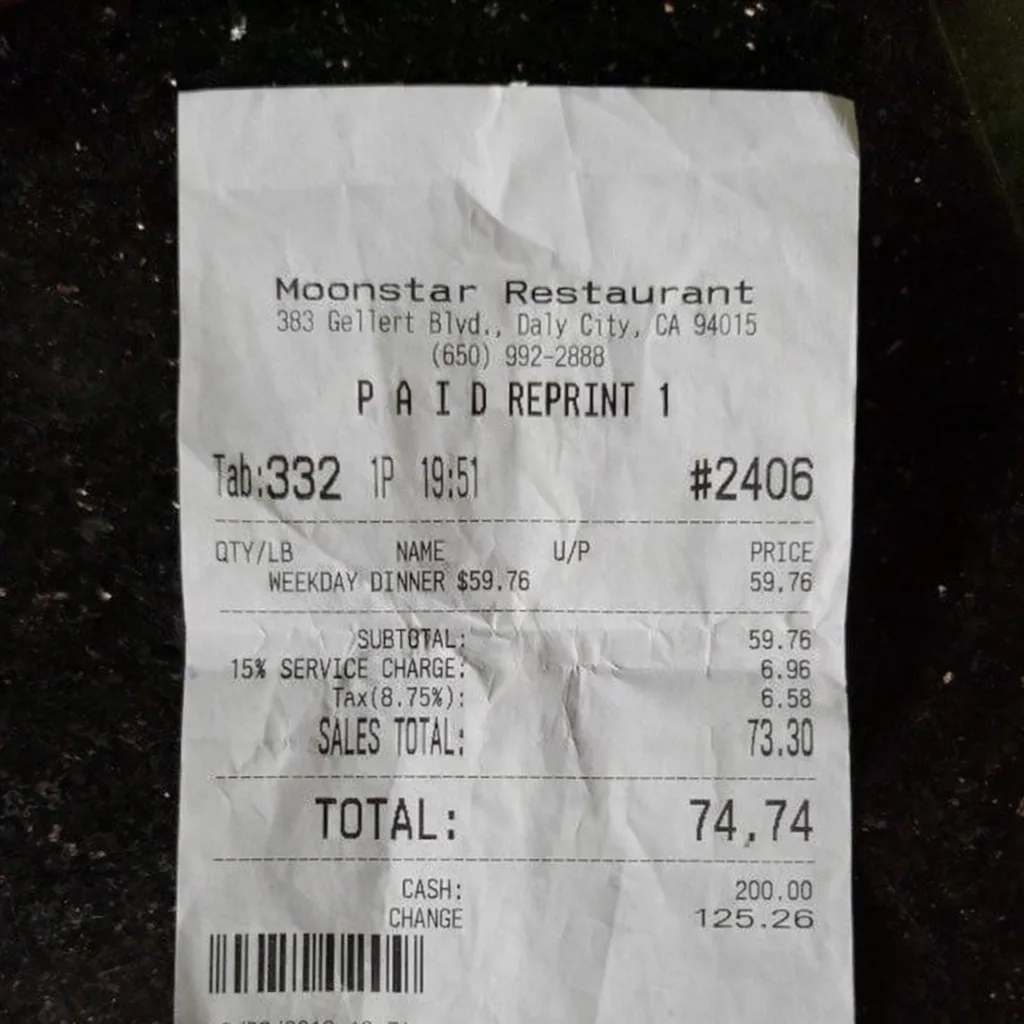 Moonstar Restaurant
383 Gellert Blvd., Daly City, CA 94015
(650) 992-2888
P A I D REPRINT 1
Tab:332 1P 19:51 #2406
QTY/LB NAME U/P PRICE
WEEKDAY DINNER $59.76 59,76
SUBTOTAL: 59.76
15% SERVICE CHARGE: 6.96
Tax(8.75%): 6.58
SALES TOTAL: 73.30
TOTAL: 74,74
CASH: 200.00
CHANGE 125.26